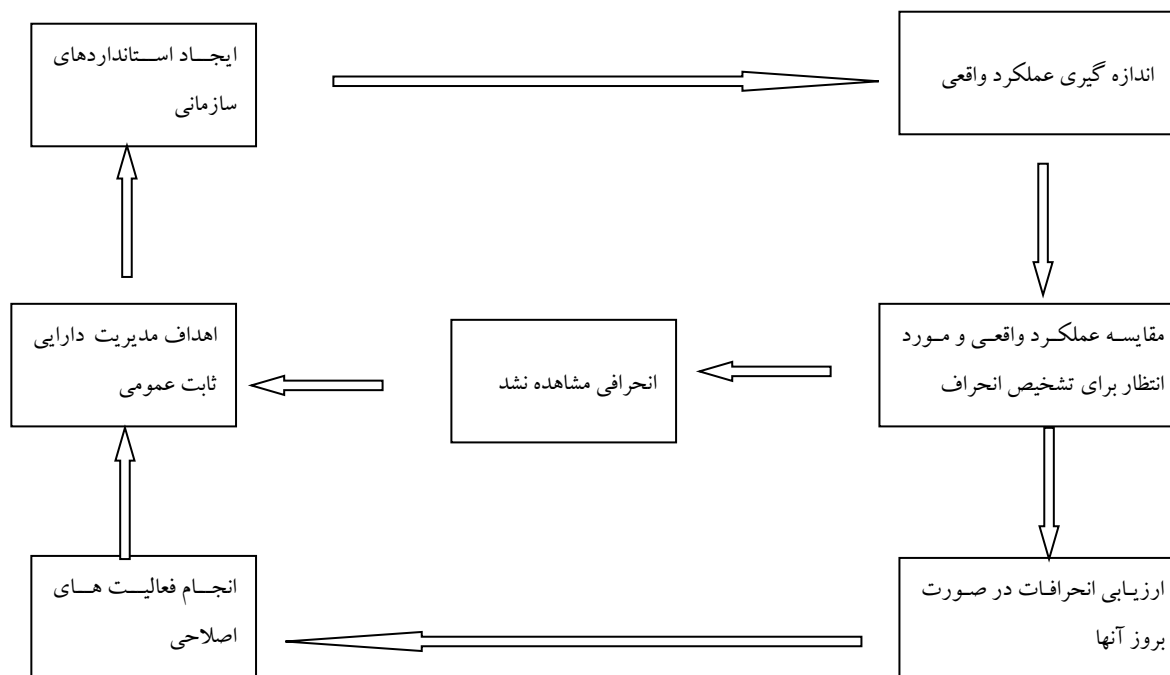 ایجاد استانداردهای
سازمانی
اندازه گیری عملکرد واقعی
مقایسه عملکرد واقعی و مورد
انتظار برای تشخیص انحراف
انحرافی مشاهده نشد
اهداف مدیریت دارایی
ثابت عمومی
ارزیابی انحرافات در صورت
بروز آنها
انجام فعالیت های
اصلاحی